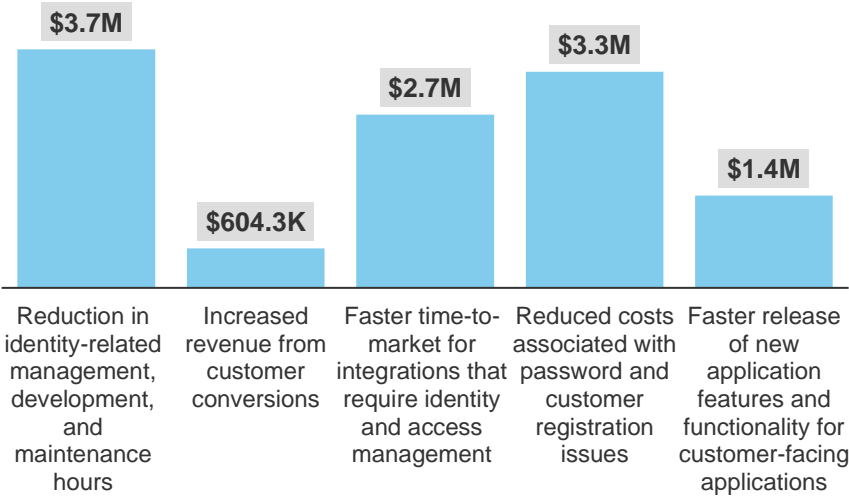 $3.7M
$604.3K
$2.7M
$3.3M
$1.4M
Reduction in
identity-related
management,
development,
and
maintenance
hours
Increased
revenue from
customer
conversions
Faster time-to-
market for
integrations that
require identity
and access
management
Reduced costs
associated with
password and
customer
registration
issues
Faster release
of new
application
features and
functionality for
customer-facing
applications